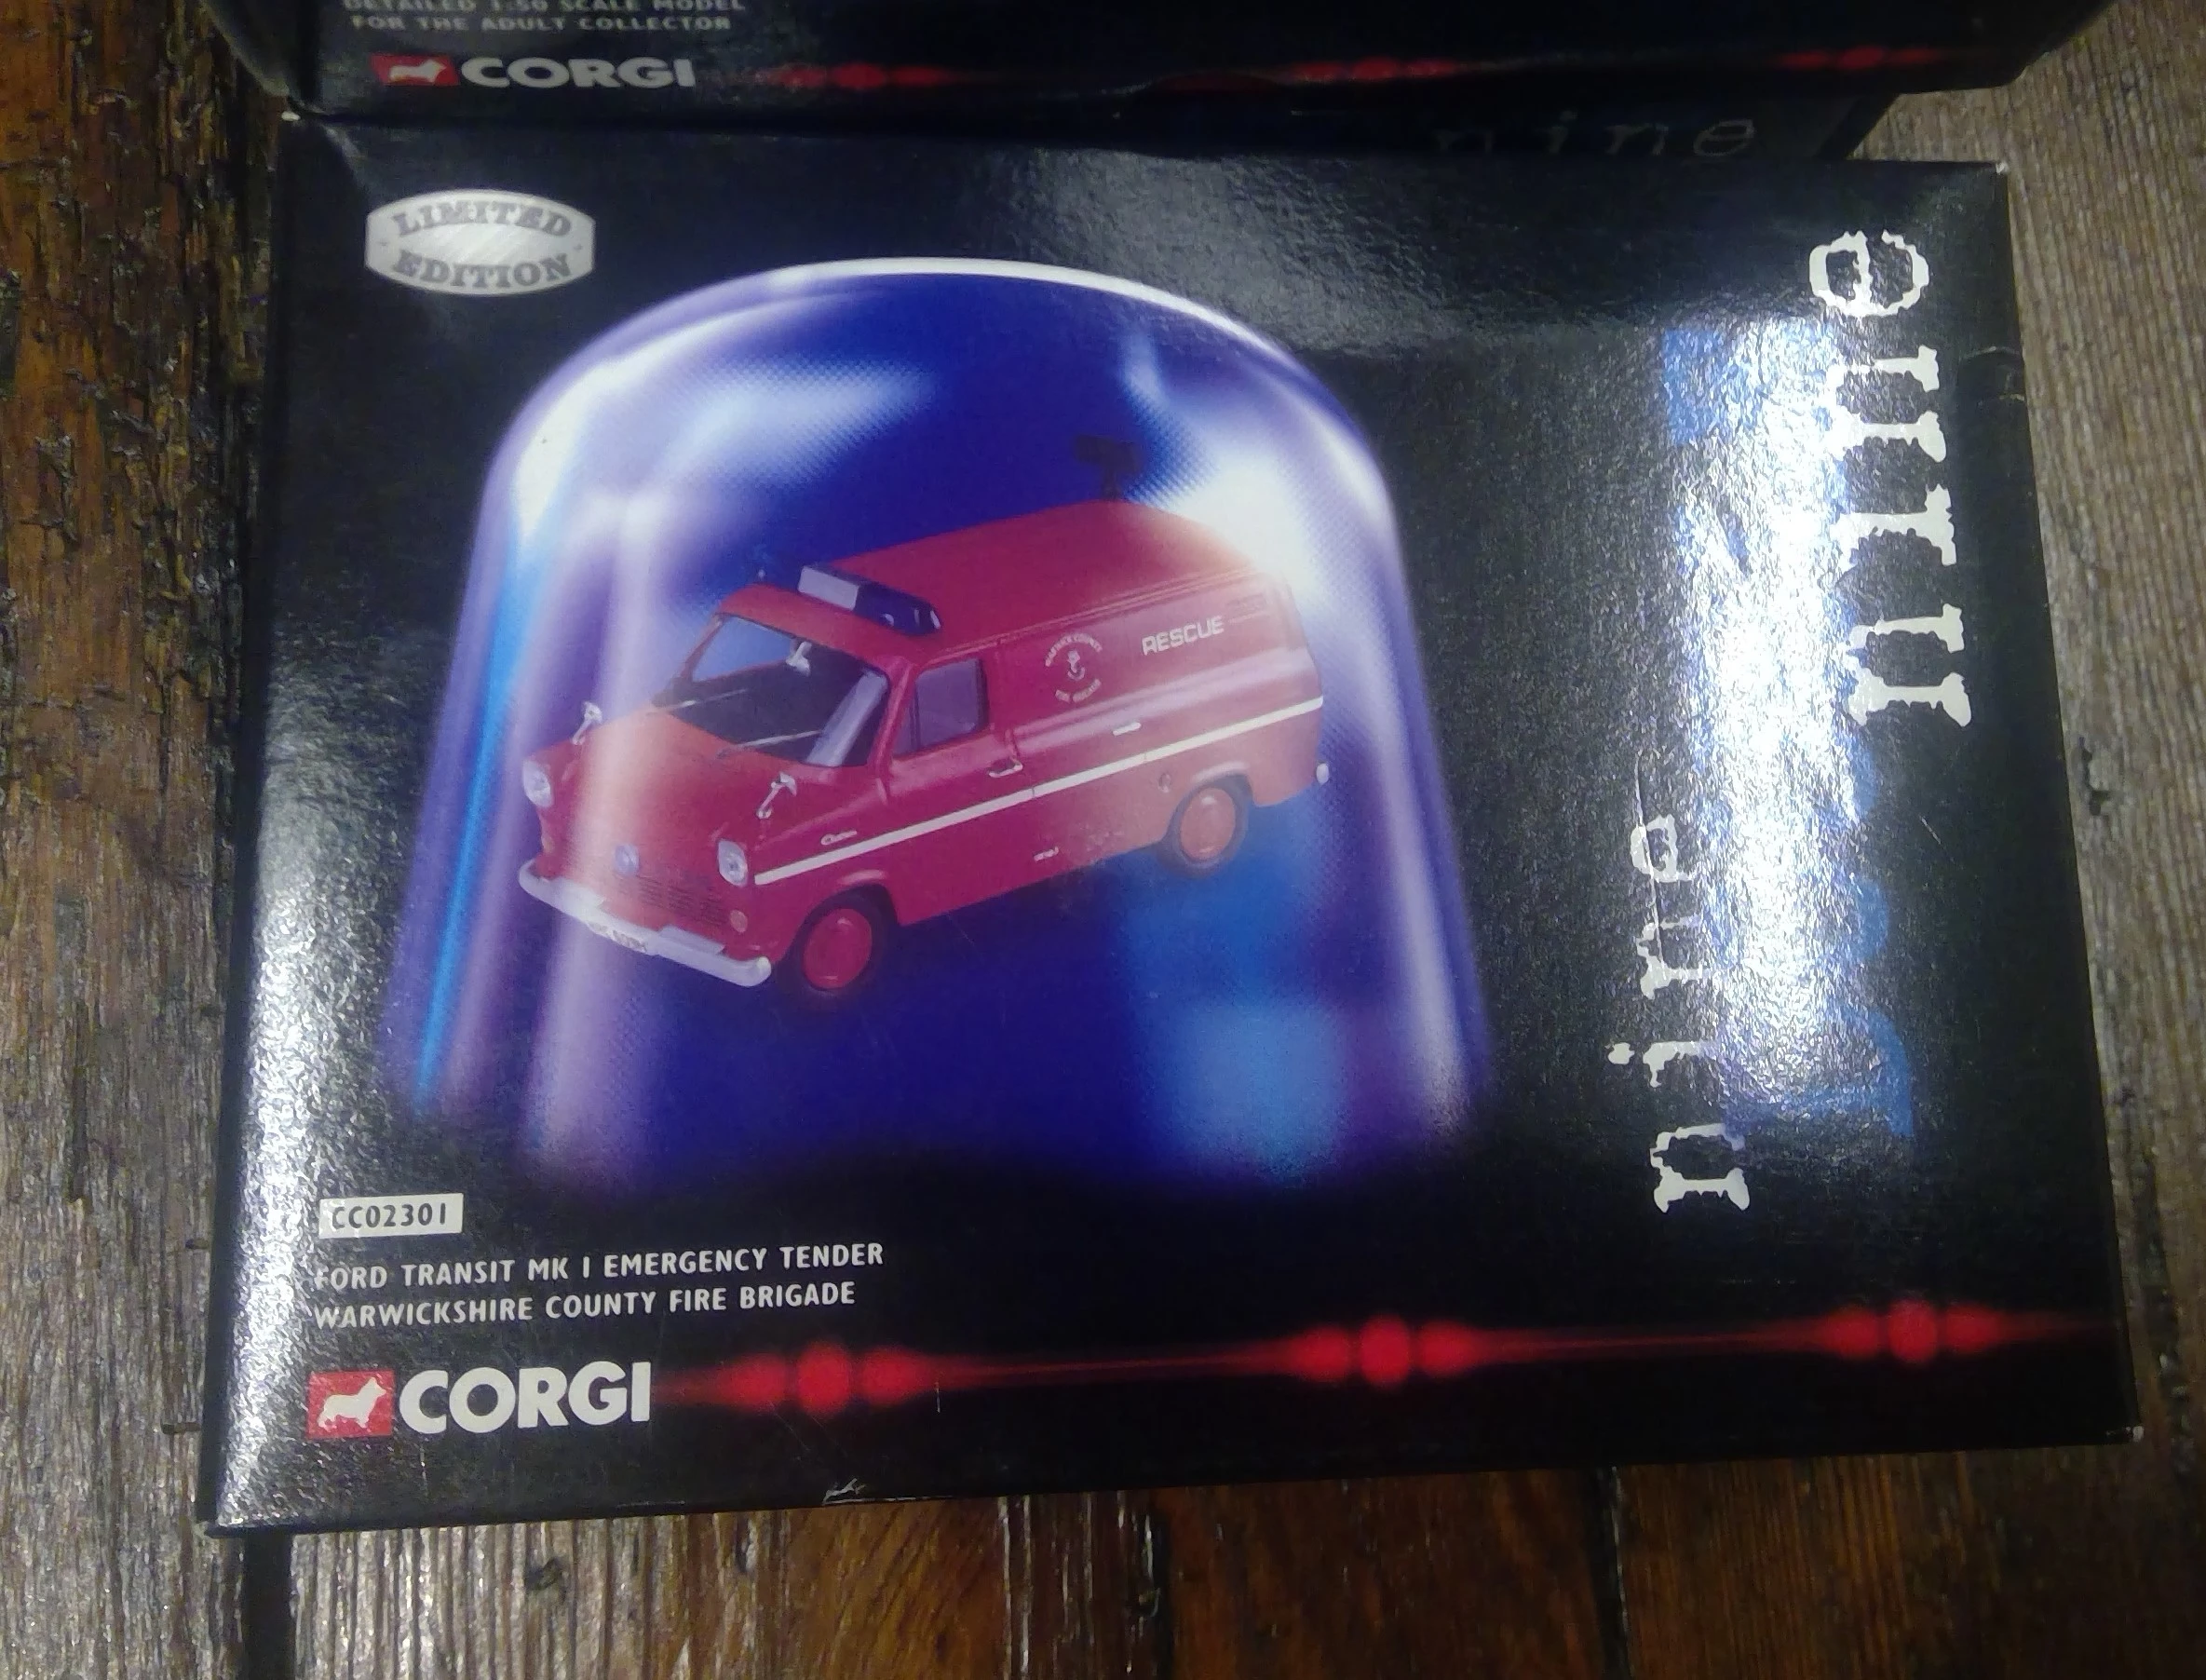 DETAILED 1:50 SCALE MODEL
FOR THE ADULT COLLECTOR
CORGI
nine
LIMITED
EDITION
nine
nine
RESCUE
CC02301
FORD TRANSIT MK I EMERGENCY TENDER
WARWICKSHIRE COUNTY FIRE BRIGADE
CORGI